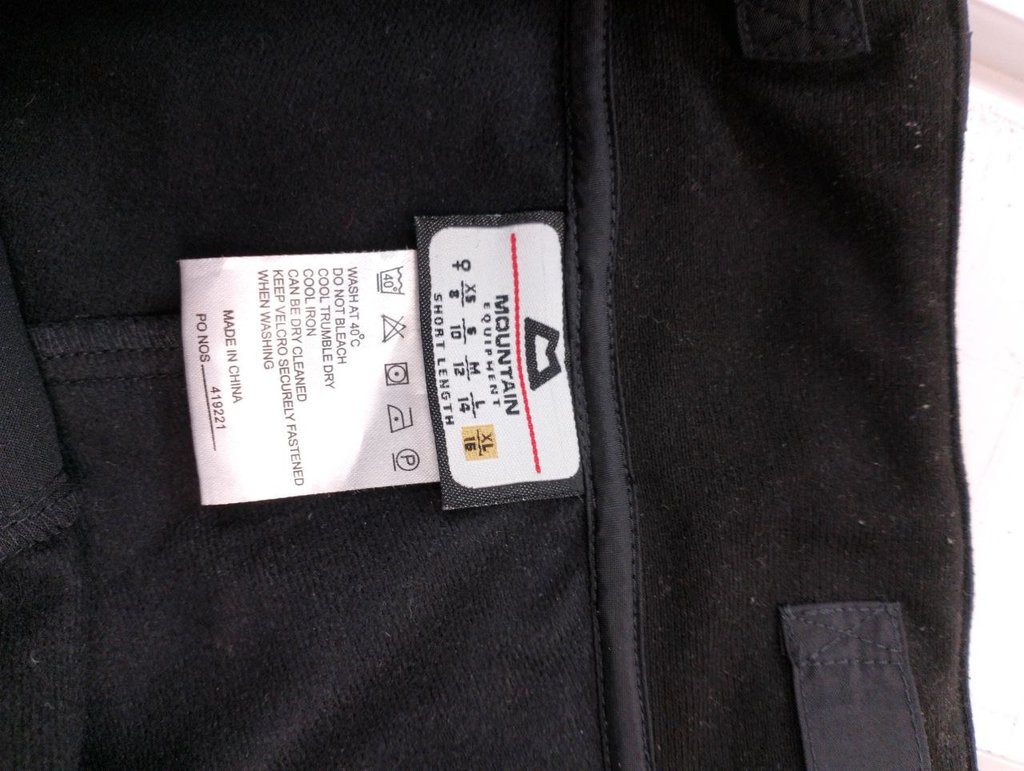 MOUNTAIN
EQUIPMENT
XS S M L XL
8 10 12 14 16
SHORT LENGTH
40°
P
WASH AT 40°C
DO NOT BLEACH
COOL TRUMBLE DRY
COOL IRON
CAN BE DRY CLEANED
KEEP VELCRO SECURELY FASTENED
WHEN WASHING
MADE IN CHINA
PO NOS 419221